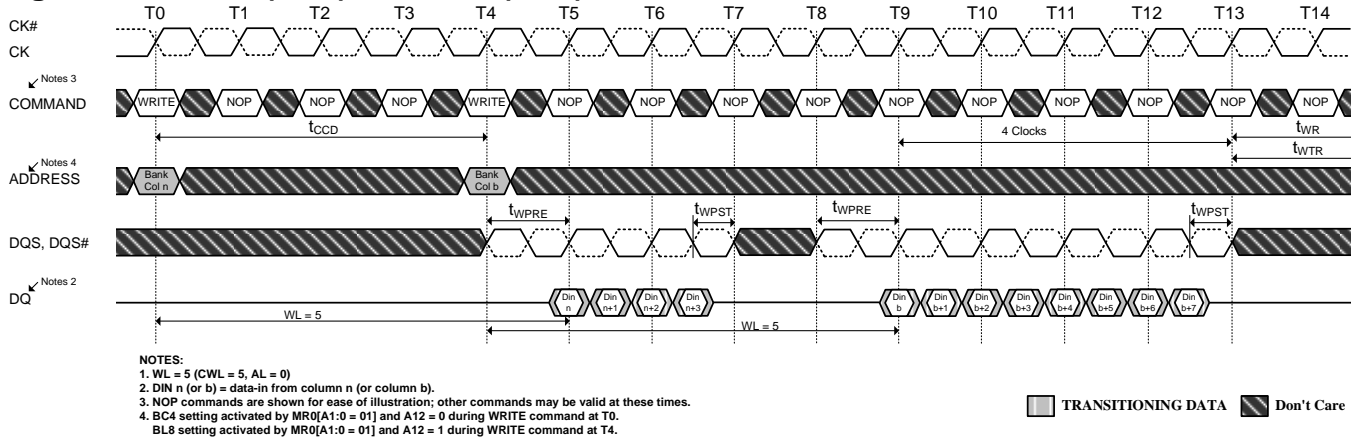 T0 T1 T2 T3 T4 T5 T6 T7 T8 T9 T10 T11 T12 T13 T14
CK#
CK
Notes 3
COMMAND
WRITE NOP NOP NOP WRITE NOP NOP NOP NOP NOP NOP NOP NOP NOP NOP
tCCD
4 Clocks
tWR
tWTR
Notes 4
ADDRESS
Bank Col n
Bank Col b
tWPRE
tWPST
tWPRE
tWPST
DQS, DQS#
Notes 2
DQ
Din n Din n+1 Din n+2 Din n+3 Din b Din b+1 Din b+2 Din b+3 Din b+4 Din b+5 Din b+6 Din b+7
WL = 5
WL = 5
NOTES:
1. WL = 5 (CWL = 5, AL = 0)
2. DIN n (or b) = data-in from column n (or column b).
3. NOP commands are shown for ease of illustration; other commands may be valid at these times.
4. BC4 setting activated by MR0[A1:0 = 01] and A12 = 0 during WRITE command at T0.
BL8 setting activated by MR0[A1:0 = 01] and A12 = 1 during WRITE command at T4.
TRANSITIONING DATA
Don't Care